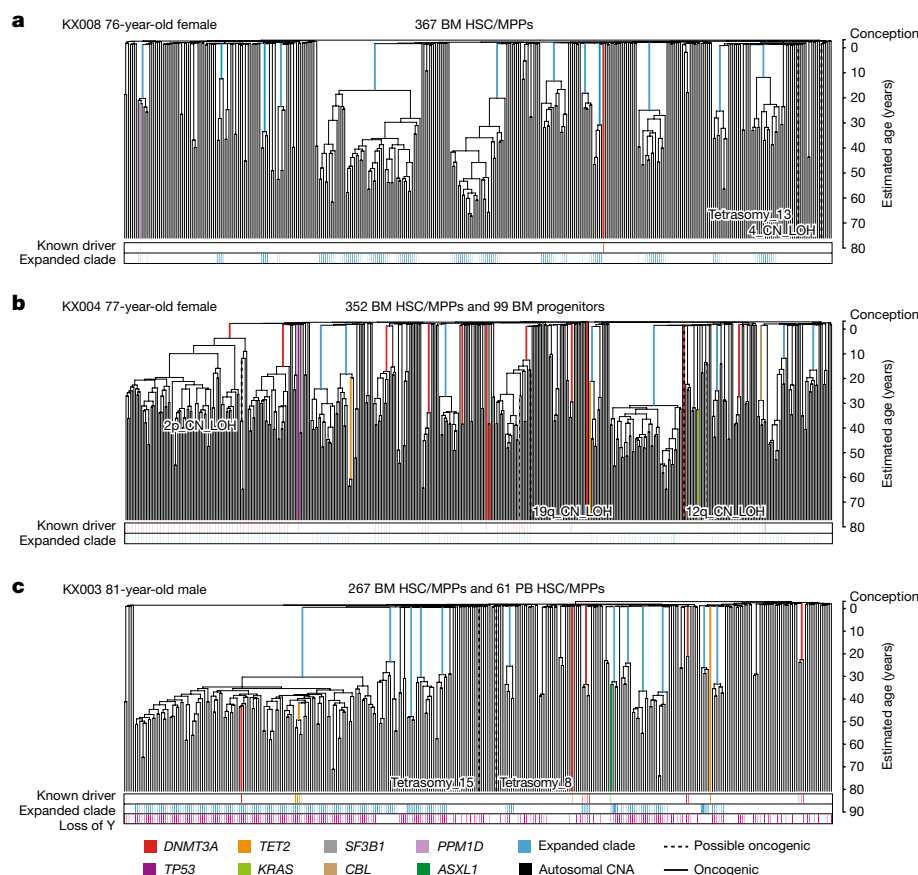 a
KX008 76-year-old female
367 BM HSC/MPPs
Conception
0
10
20
30
40
50
60
70
80
Estimated age (years)
Tetrasomy_13
4_CN_LOH
Known driver
Expanded clade
b
KX004 77-year-old female
352 BM HSC/MPPs and 99 BM progenitors
Conception
0
10
20
30
40
50
60
70
80
Estimated age (years)
2p_CN_LOH
19q_CN_LOH
12q_CN_LOH
Known driver
Expanded clade
c
KX003 81-year-old male
267 BM HSC/MPPs and 61 PB HSC/MPPs
Conception
0
10
20
30
40
50
60
70
80
90
Estimated age (years)
Tetrasomy_15
Tetrasomy_8
Known driver
Expanded clade
Loss of Y
DNMT3A TET2 SF3B1 PPM1D Expanded clade Possible oncogenic
TP53 KRAS CBL ASXL1 Autosomal CNA Oncogenic